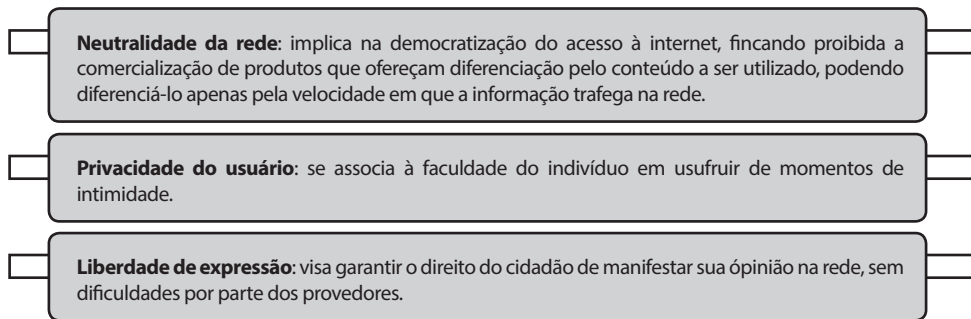 Neutralidade da rede: implica na democratização do acesso à internet, fincando proibida a
comercialização de produtos que ofereçam diferenciação pelo conteúdo a ser utilizado, podendo
diferenciá-lo apenas pela velocidade em que a informação trafega na rede.
Privacidade do usuário: se associa à faculdade do indivíduo em usufruir de momentos de
intimidade.
Liberdade de expressão: visa garantir o direito do cidadão de manifestar sua ópinião na rede, sem
dificuldades por parte dos provedores.